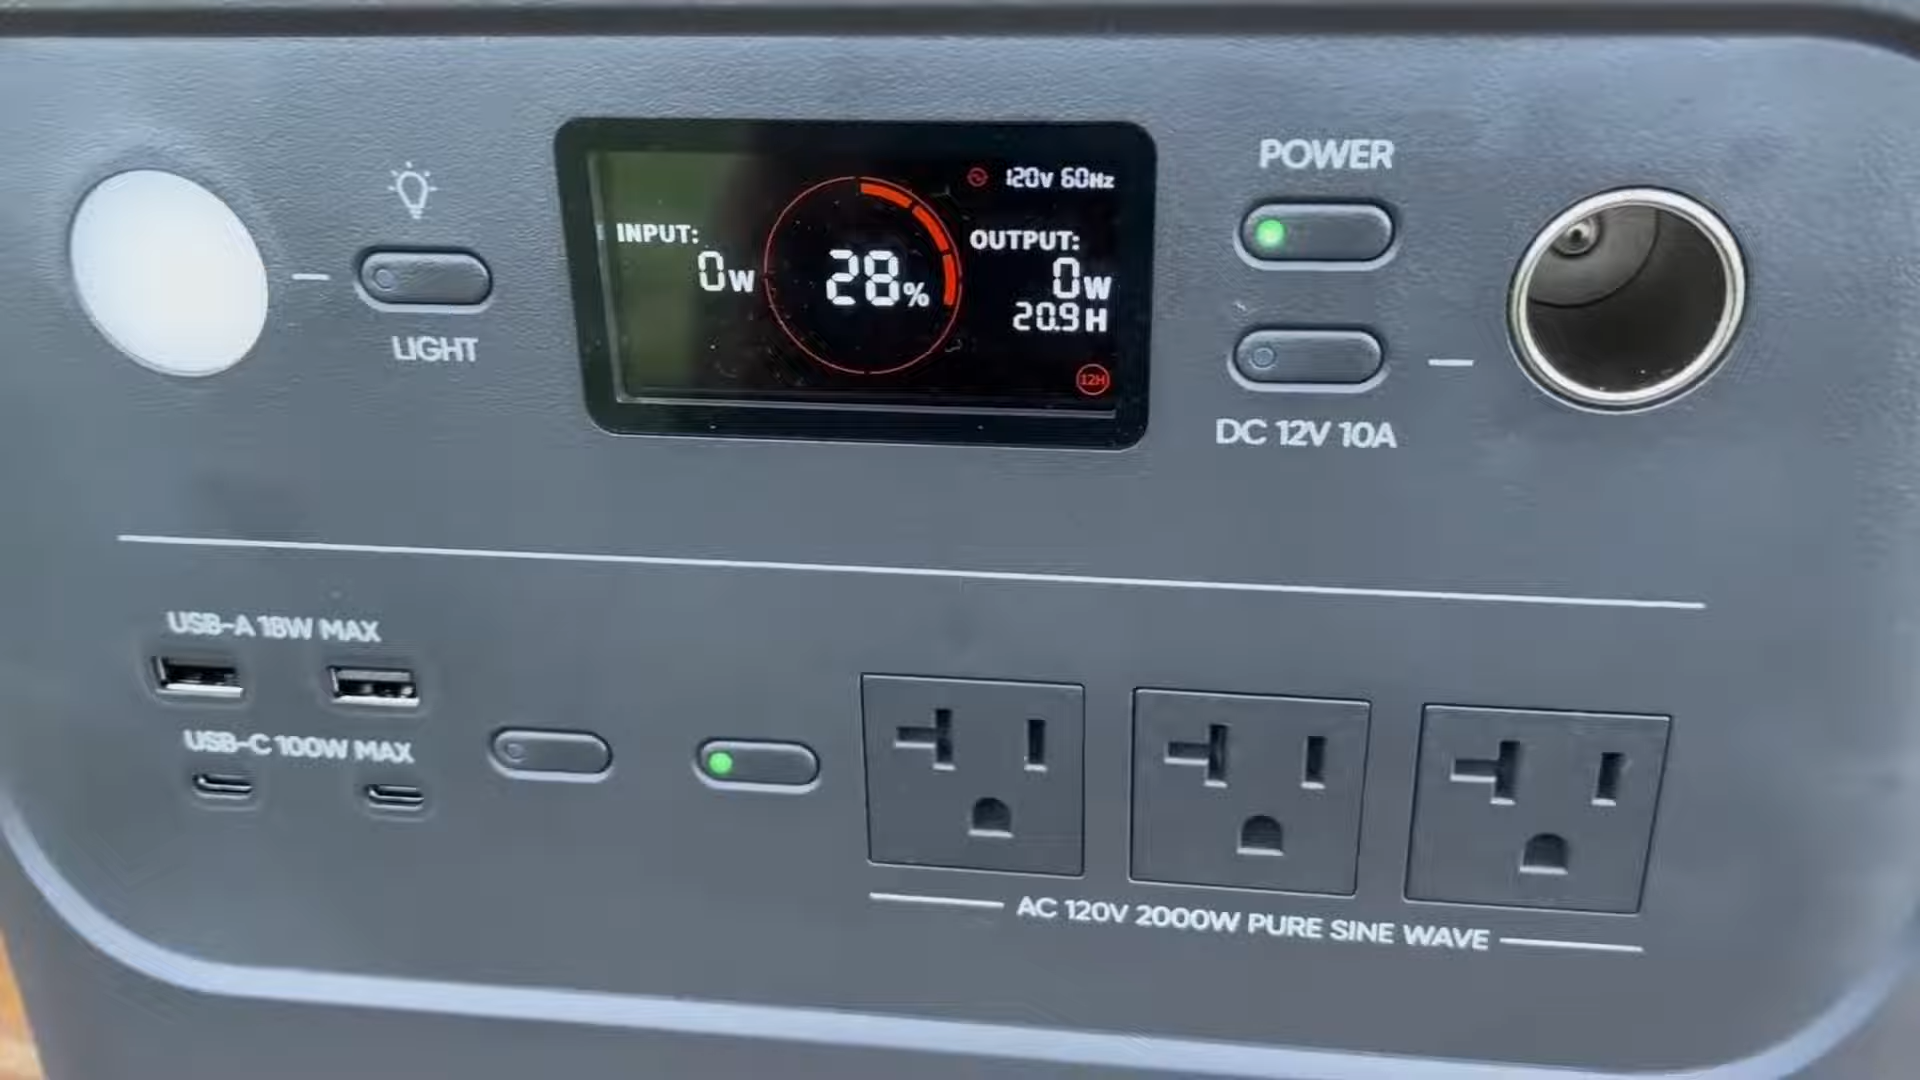 120V 60Hz
INPUT:
0W
28%
OUTPUT:
0W
20.9H
12H
LIGHT
POWER
DC 12V 10A
USB-A 18W MAX
USB-C 100W MAX
AC 120V 2000W PURE SINE WAVE